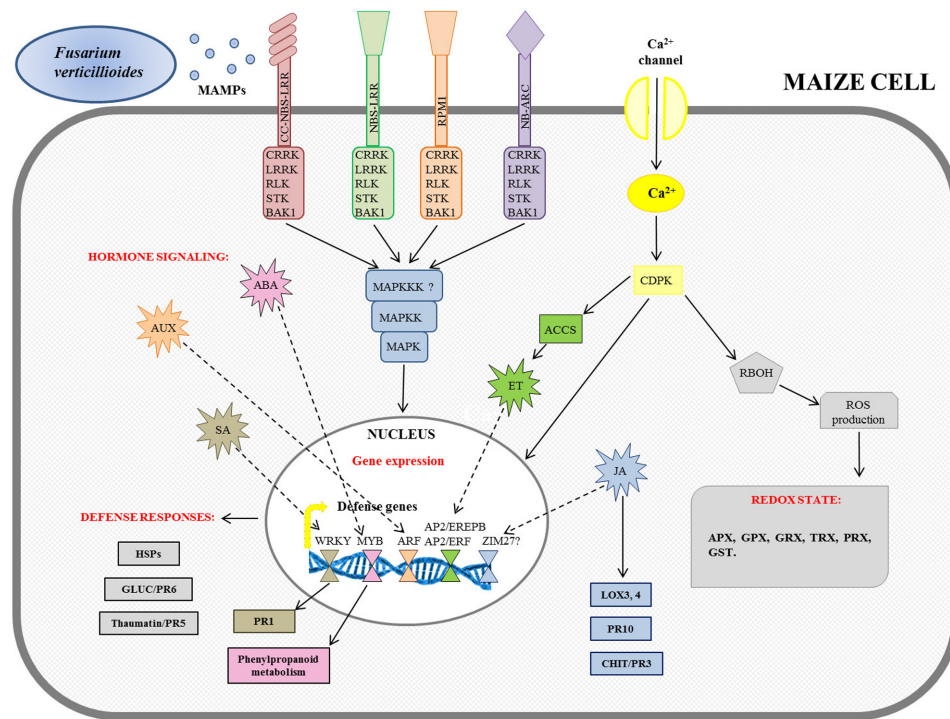 Fusarium
verticillioides
MAMPs
CC-NBS-LRR
NBS-LRR
RPM1
NB-ARC
Ca2+
channel
MAIZE CELL
CRRK
LRRK
RLK
STK
BAK1
CRRK
LRRK
RLK
STK
BAK1
CRRK
LRRK
RLK
STK
BAK1
CRRK
LRRK
RLK
STK
BAK1
Ca2+
HORMONE SIGNALING:
ABA
MAPKKK ?
MAPKK
MAPK
CDPK
AUX
ACCS
ET
RBOH
ROS
production
SA
NUCLEUS
Gene expression
JA
REDOX STATE:
APX, GPX, GRX, TRX, PRX,
GST.
DEFENSE RESPONSES:
Defense genes
WRKY MYB ARF
AP2/EREPB
AP2/ERF
ZIM27?
HSPs
GLUC/PR6
Thaumatin/PR5
PR1
Phenylpropanoid
metabolism
LOX3, 4
PR10
CHIT/PR3